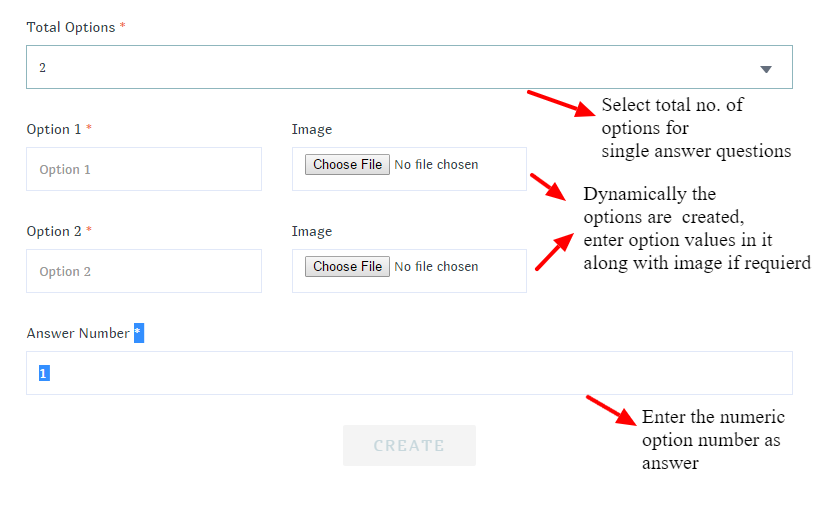 Total Options *
2
Select total no. of
options for
single answer questions
Option 1 *
Image
Option 1
Choose File No file chosen
Dynamically the
options are created,
enter option values in it
along with image if requierd
Option 2 *
Image
Option 2
Choose File No file chosen
Answer Number *
1
Enter the numeric
option number as
answer
CREATE